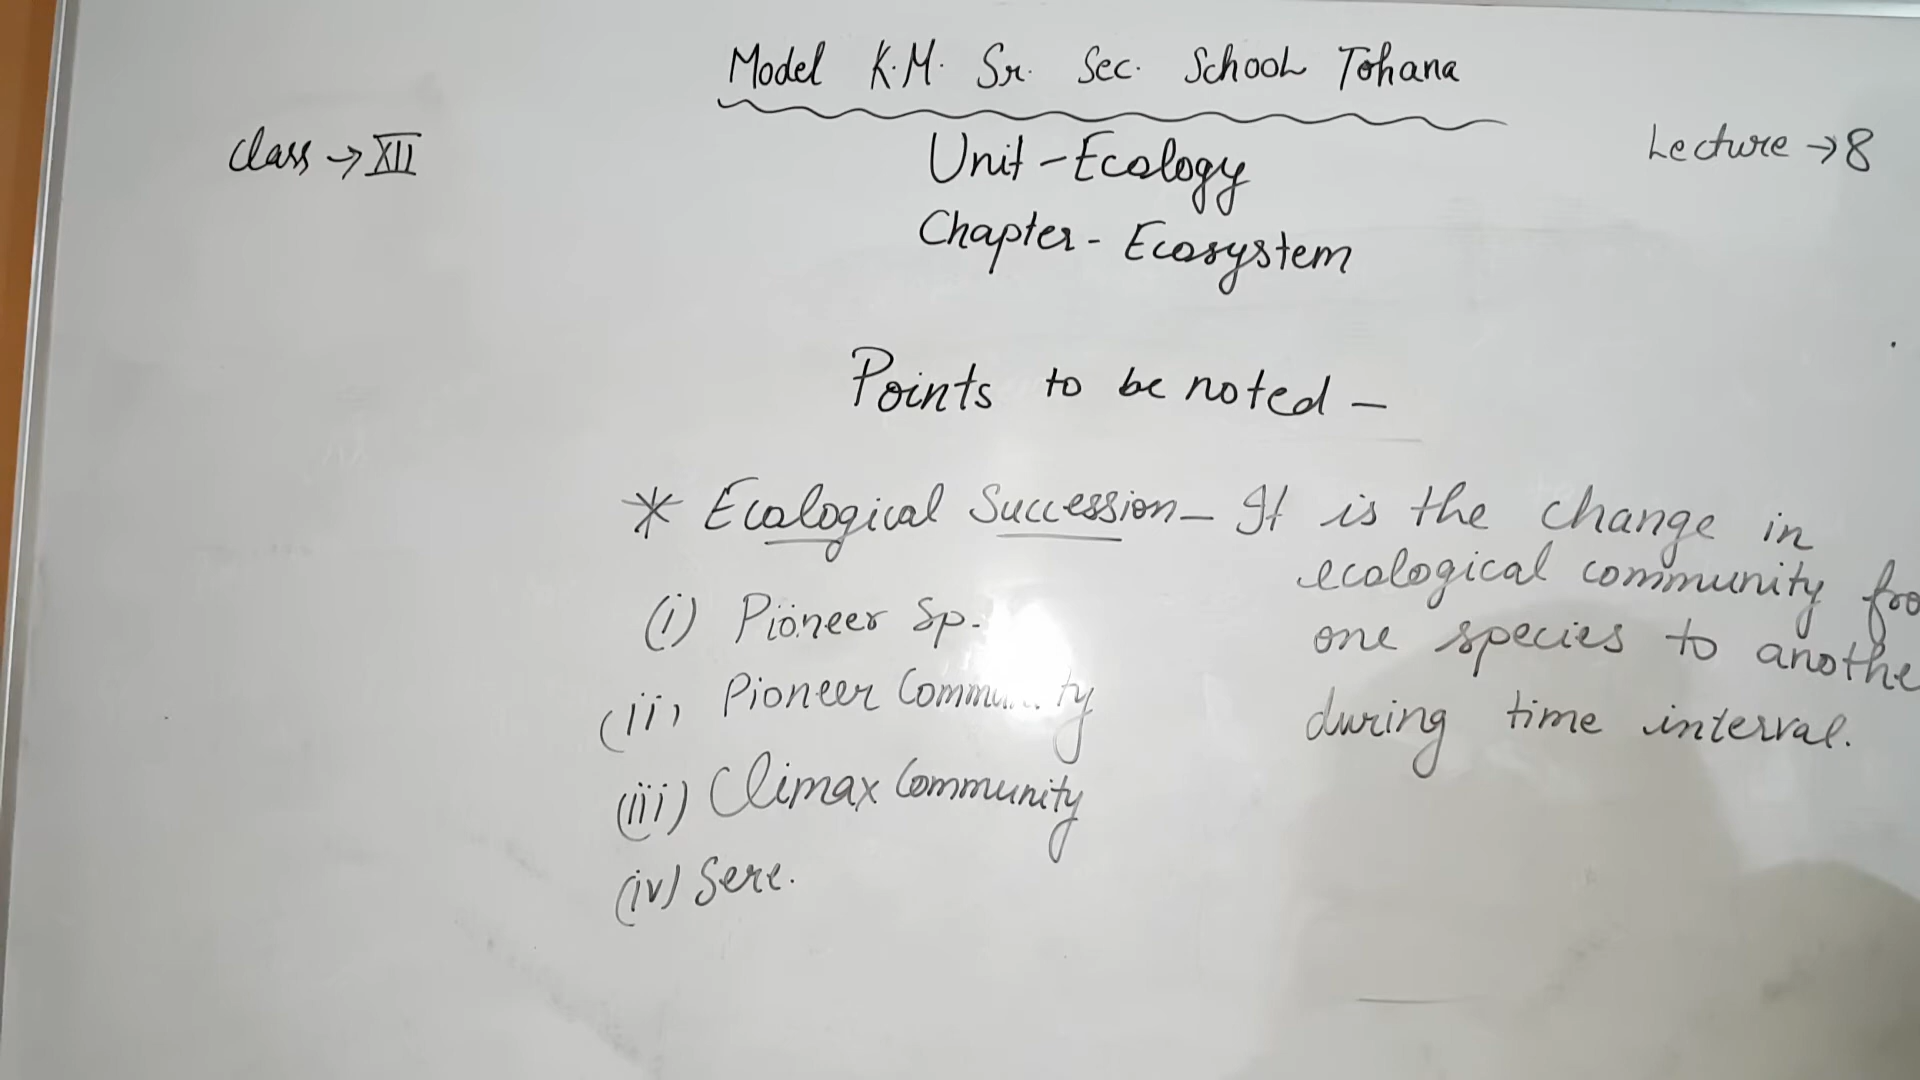 Model K.M. Sr. Sec. School Tohana
Class → XII
Lecture → 8
Unit - Ecology
Chapter - Ecosystem
Points to be noted -
* Ecological Succession - It is the change in
ecological community fro
one species to anothe
during time interval.
(i) Pioneer Sp.
(ii) Pioneer Community
(iii) Climax Community
(iv) Sere.